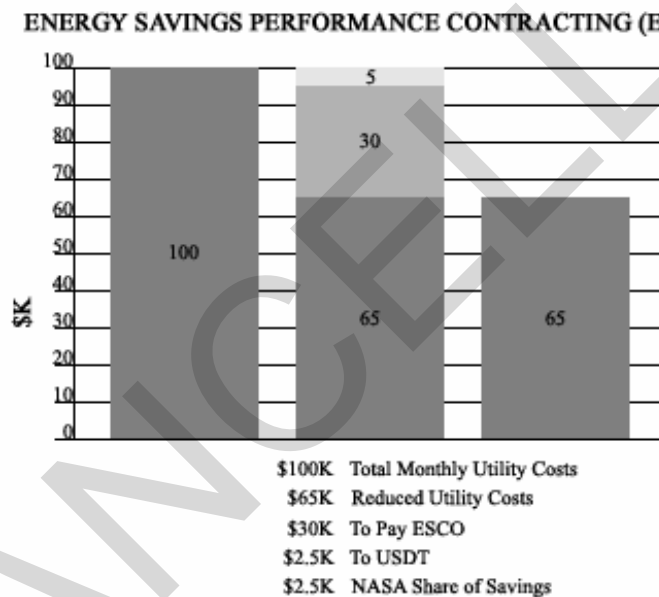 ENERGY SAVINGS PERFORMANCE CONTRACTING (E
100
90
80
70
60
50
40
30
20
10
0
$K
100
5
30
65
65
$100K Total Monthly Utility Costs
$65K Reduced Utility Costs
$30K To Pay ESCO
$2.5K To USDT
$2.5K NASA Share of Savings